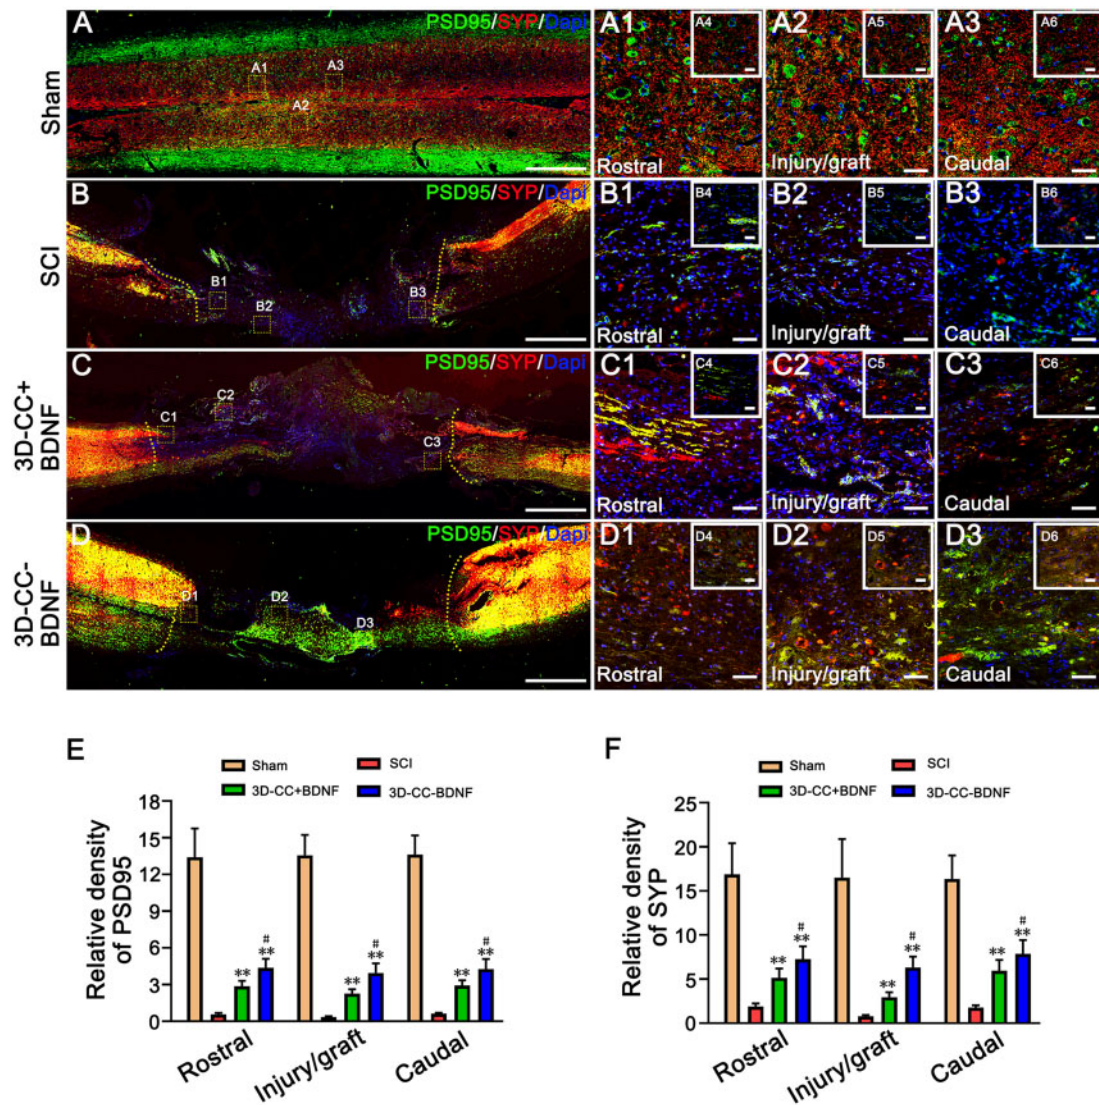 A PSD95/SYP/Dapi A1 A4 A2 A5 A3 A6
A1 A3
A2
Sham
Rostral Injury/graft Caudal
B PSD95/SYP/Dapi B1 B4 B2 B5 B3 B6
SCI
B1 B3
B2
Rostral Injury/graft Caudal
C PSD95/SYP/Dapi C1 C4 C2 C5 C3 C6
3D-CC+
BDNF
C2
C1
C3
Rostral Injury/graft Caudal
D PSD95/SYP/Dapi D1 D4 D2 D5 D3 D6
3D-CC-
BDNF
D1 D2
D3
Rostral Injury/graft Caudal
E
Sham SCI
3D-CC+BDNF 3D-CC-BDNF
Relative density
of PSD95
18
15
12
9
6
3
0
** # ** ** # ** ** # **
Rostral Injury/graft Caudal
F
Sham SCI
3D-CC+BDNF 3D-CC-BDNF
Relative density
of SYP
25
20
15
10
5
0
** # ** ** # ** ** # **
Rostral Injury/graft Caudal